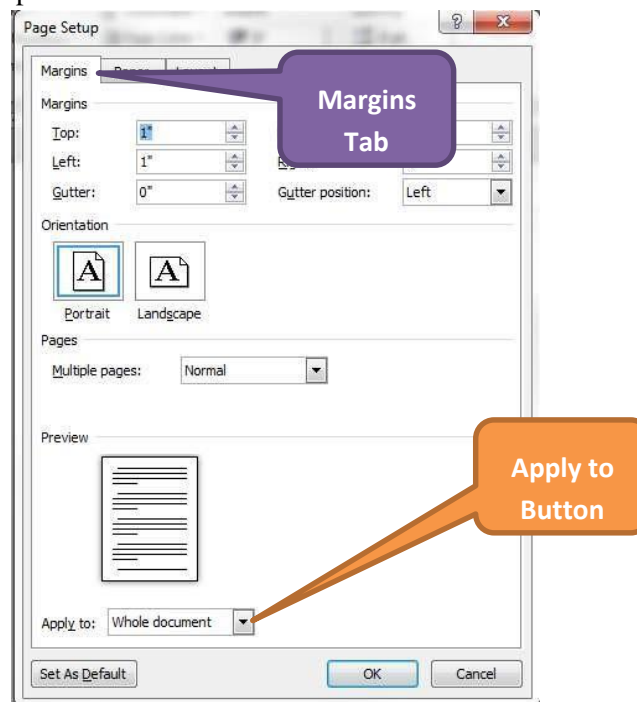 Page Setup
Margins
Margins
Tab
Margins
Top: 1"
Left: 1"
Gutter: 0" Gutter position: Left
Orientation
Portrait Landscape
Pages
Multiple pages: Normal
Preview
Apply to
Button
Apply to: Whole document
Set As Default OK Cancel